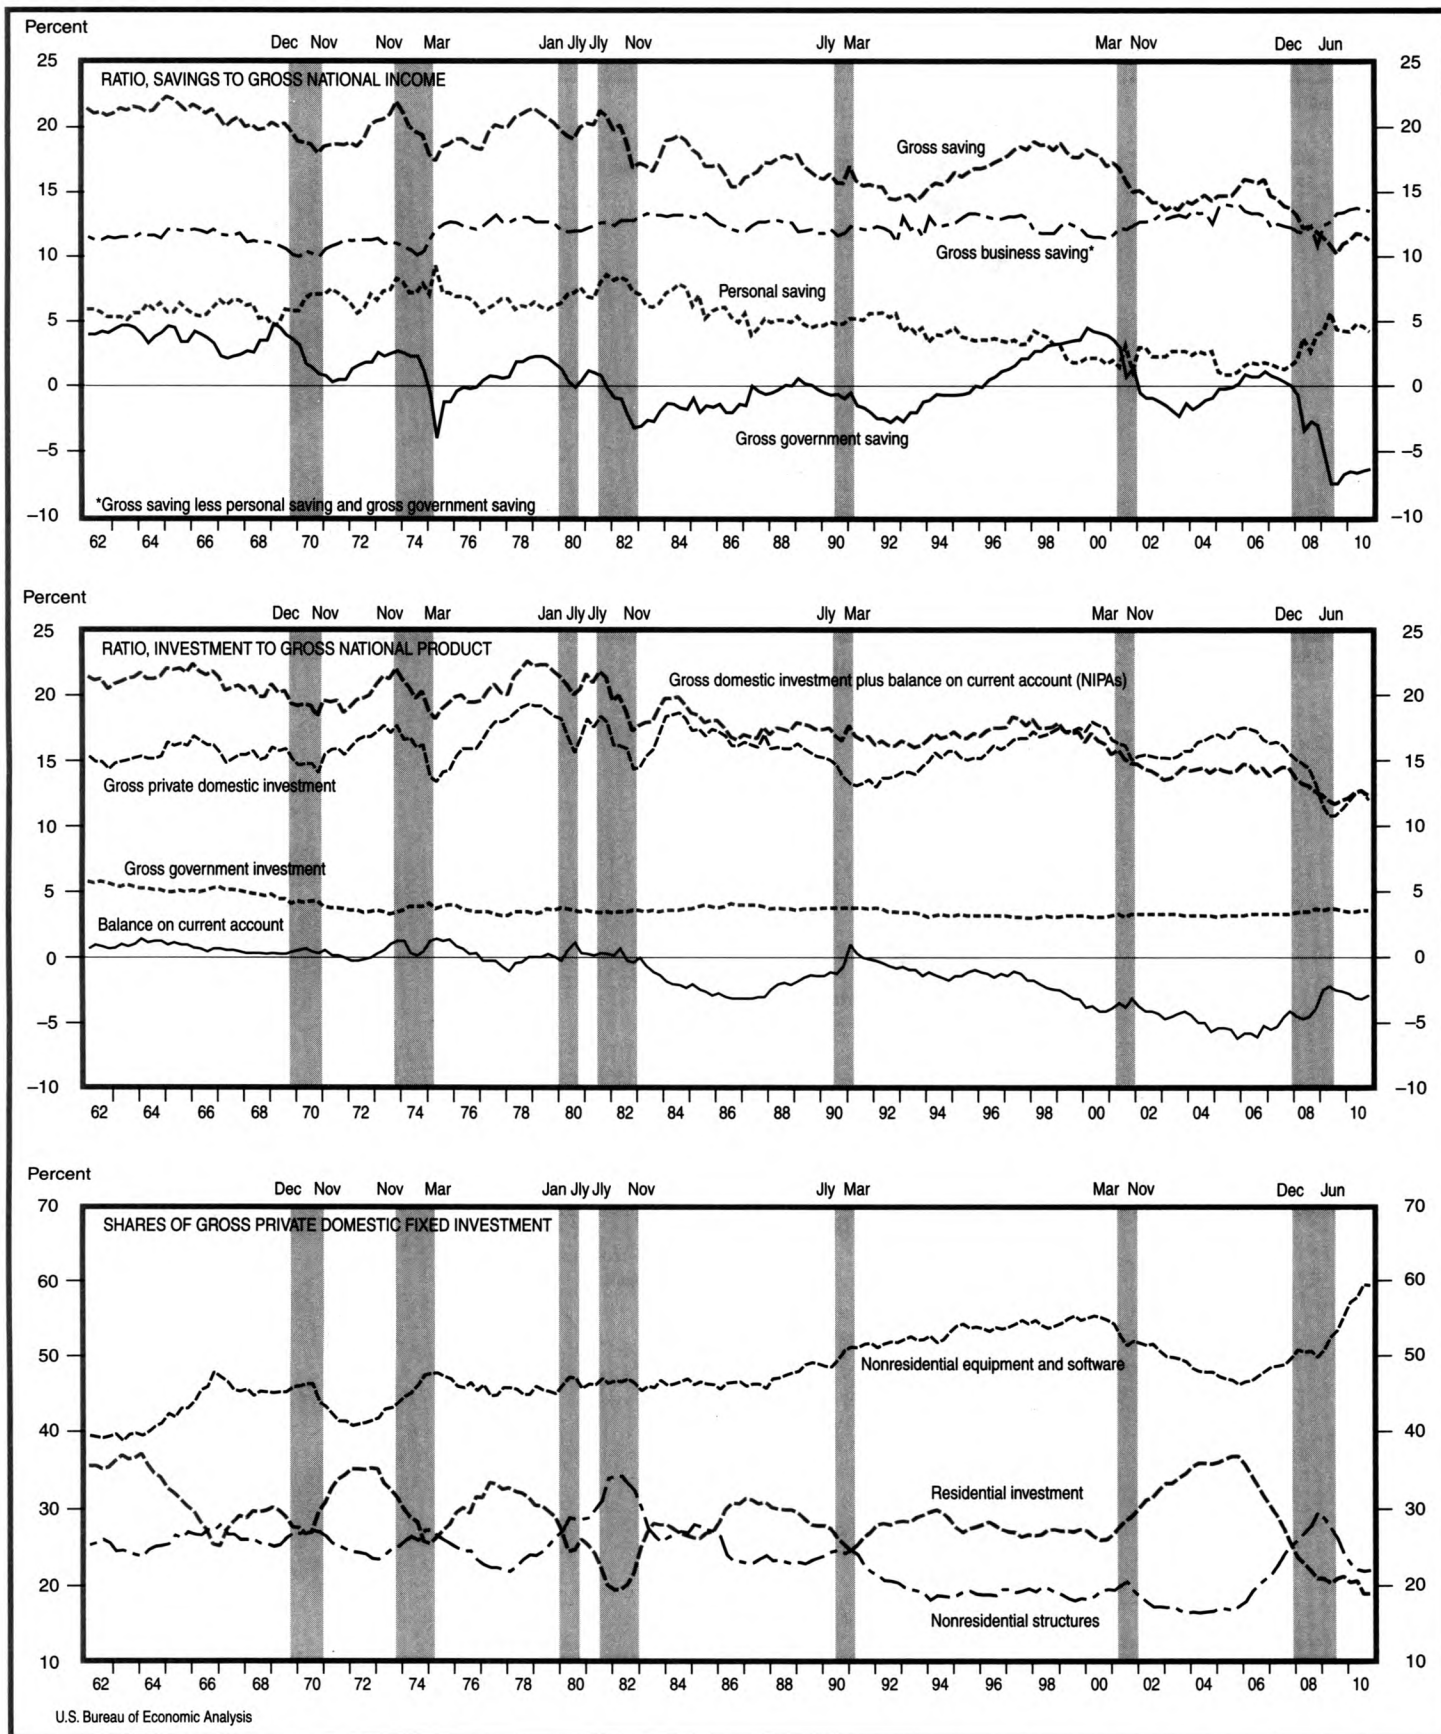 Percent
Dec Nov Nov Mar Jan Jly Jly Nov Jly Mar Mar Nov Dec Jun
25 25
RATIO, SAVINGS TO GROSS NATIONAL INCOME
20 20
Gross saving
15 15
Gross business saving*
10 10
Personal saving
5 5
0 0
Gross government saving
–5 –5
*Gross saving less personal saving and gross government saving
–10 –10
62 64 66 68 70 72 74 76 78 80 82 84 86 88 90 92 94 96 98 00 02 04 06 08 10
Percent
Dec Nov Nov Mar Jan Jly Jly Nov Jly Mar Mar Nov Dec Jun
25 25
RATIO, INVESTMENT TO GROSS NATIONAL PRODUCT
Gross domestic investment plus balance on current account (NIPAs)
20 20
15 15
Gross private domestic investment
10 10
Gross government investment
5 5
Balance on current account
0 0
–5 –5
–10 –10
62 64 66 68 70 72 74 76 78 80 82 84 86 88 90 92 94 96 98 00 02 04 06 08 10
Percent
Dec Nov Nov Mar Jan Jly Jly Nov Jly Mar Mar Nov Dec Jun
70 70
SHARES OF GROSS PRIVATE DOMESTIC FIXED INVESTMENT
60 60
50 50
Nonresidential equipment and software
40 40
Residential investment
30 30
20 20
Nonresidential structures
10 10
62 64 66 68 70 72 74 76 78 80 82 84 86 88 90 92 94 96 98 00 02 04 06 08 10
U.S. Bureau of Economic Analysis